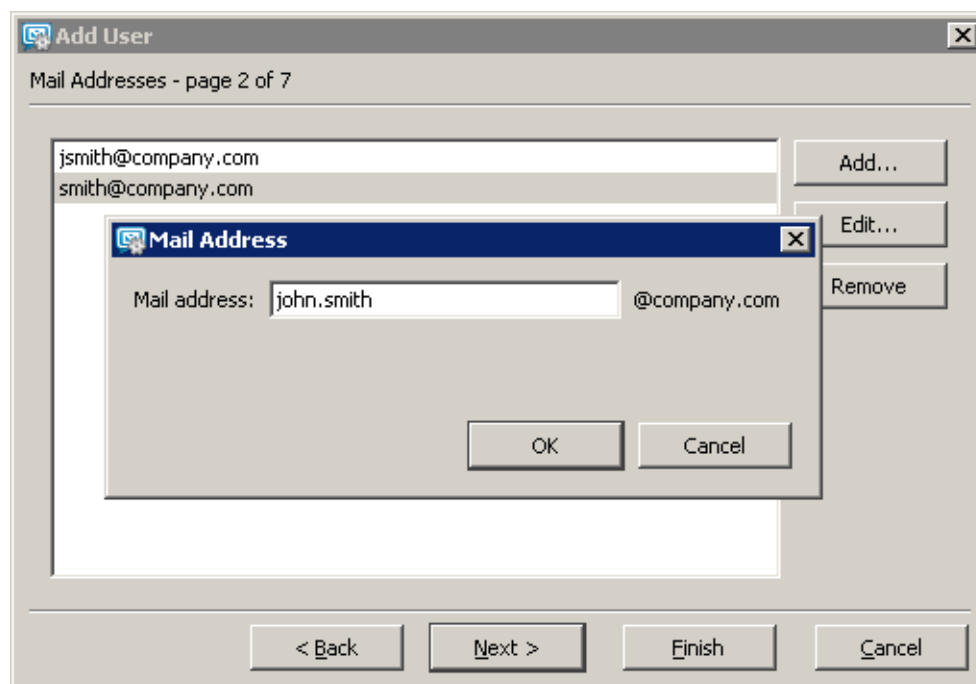 Add User
Mail Addresses - page 2 of 7
jsmith@company.com
smith@company.com
Add...
Edit...
Remove
Mail Address
Mail address: john.smith @company.com
OK Cancel
< Back Next > Finish Cancel